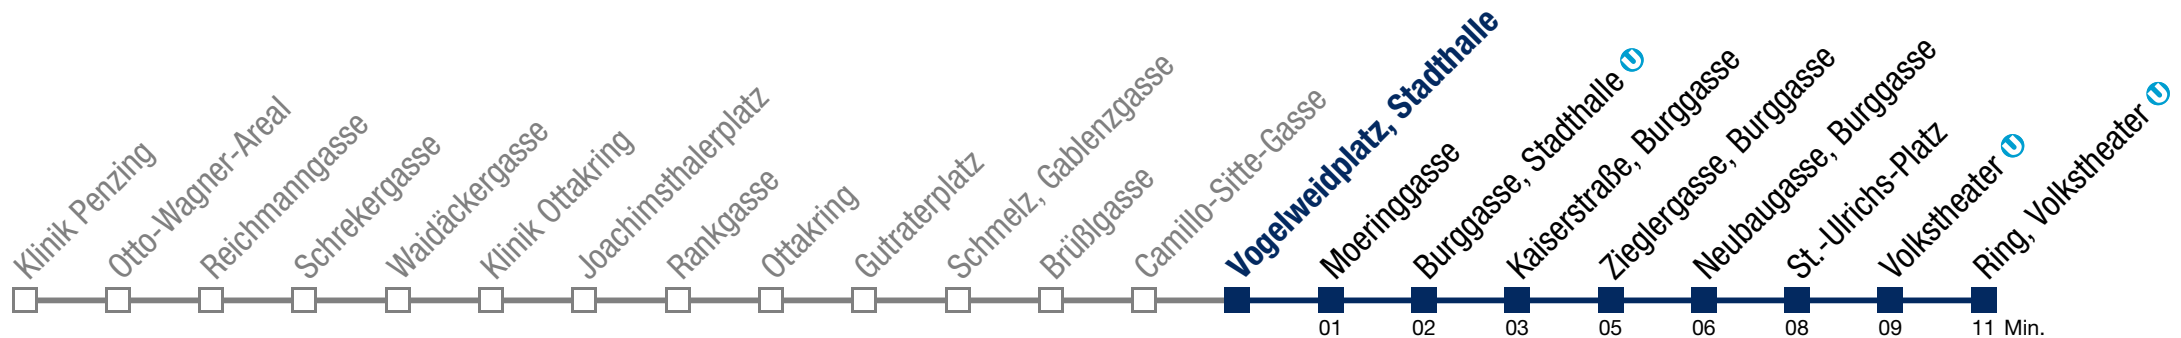 Klinik Penzing
Otto-Wagner-Areal
Reichmanngasse
Schrekergasse
Waidäckergasse
Klinik Ottakring
Joachimsthalerplatz
Rankgasse
Ottakring
Gutraterplatz
Schmelz, Gablenzgasse
Brüßlgasse
Camillo-Sitte-Gasse
Vogelweidplatz, Stadthalle
Moeringgasse
Burggasse, Stadthalle U
Kaiserstraße, Burggasse
Zieglergasse, Burggasse
Neubaugasse, Burggasse
St.-Ulrichs-Platz
Volkstheater U
Ring, Volkstheater U
01 02 03 05 06 08 09 11 Min.